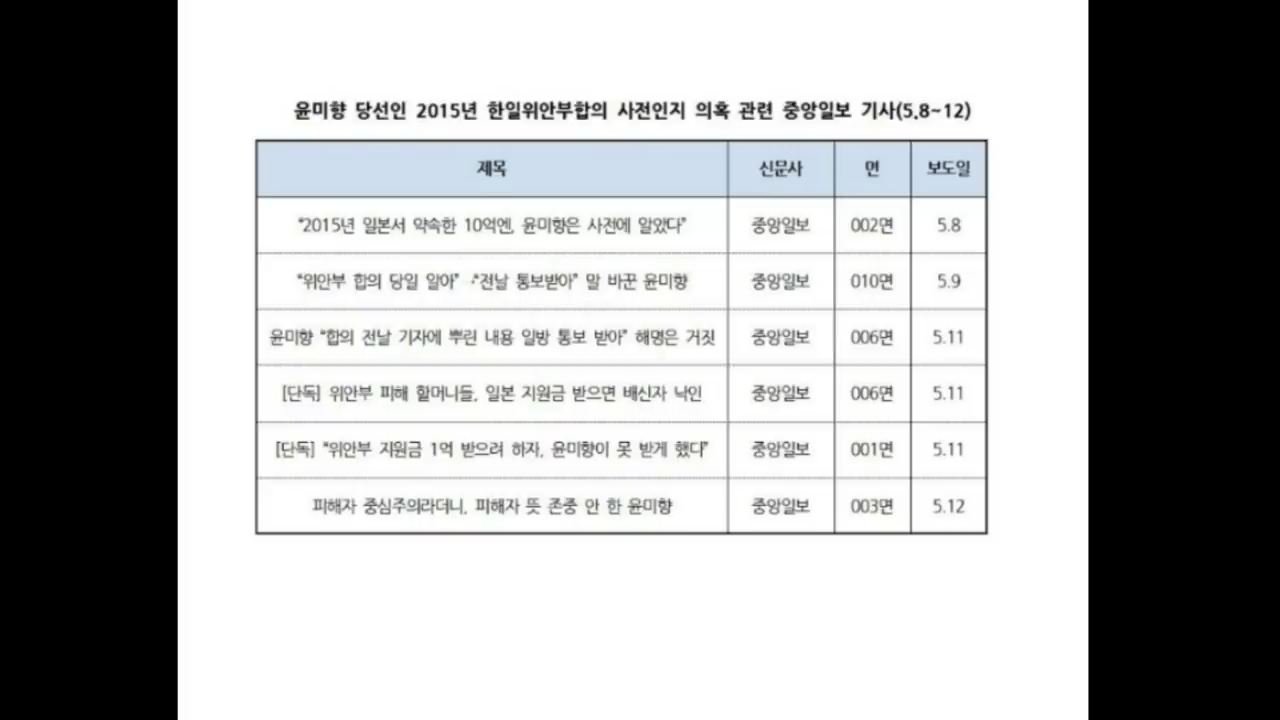 윤미향 당선인 2015년 한일위안부합의 사전인지 의혹 관련 중앙일보 기사(5.8~12)
제목 신문사 면 보도일
“2015년 일본서 약속한 10억엔, 윤미향은 사전에 알았다” 중앙일보 002면 5.8
“위안부 합의 당일 알아” →“전날 통보받아” 말 바꾼 윤미향 중앙일보 010면 5.9
윤미향 “합의 전날 기자에 뿌린 내용 일방 통보 받아” 해명은 거짓 중앙일보 006면 5.11
[단독] 위안부 피해 할머니들, 일본 지원금 받으면 배신자 낙인 중앙일보 006면 5.11
[단독] “위안부 지원금 1억 받으려 하자, 윤미향이 못 받게 했다” 중앙일보 001면 5.11
피해자 중심주의라더니, 피해자 뜻 존중 안 한 윤미향 중앙일보 003면 5.12